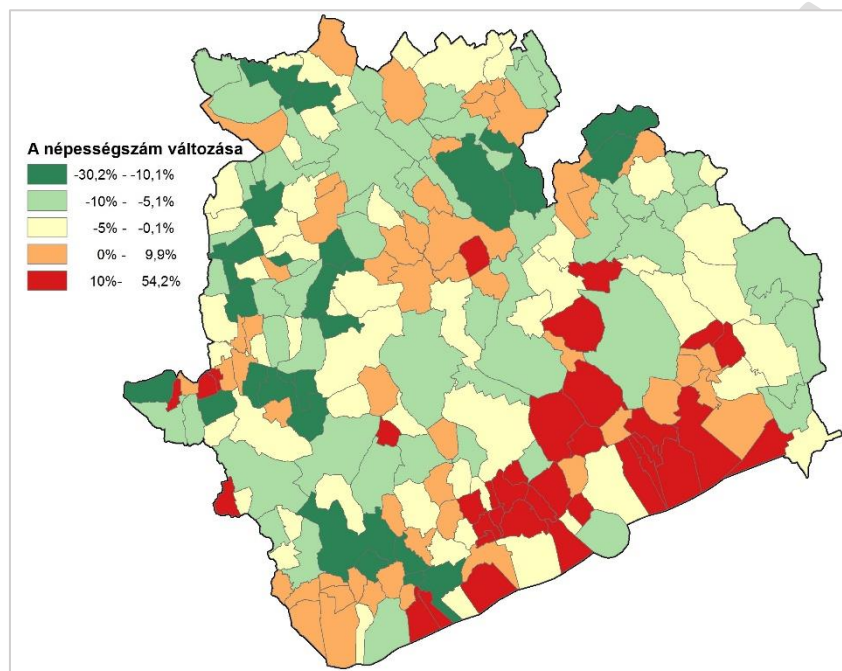 A népességszám változása
-30,2% - -10,1%
-10% - -5,1%
-5% - -0,1%
0% - 9,9%
10%- 54,2%